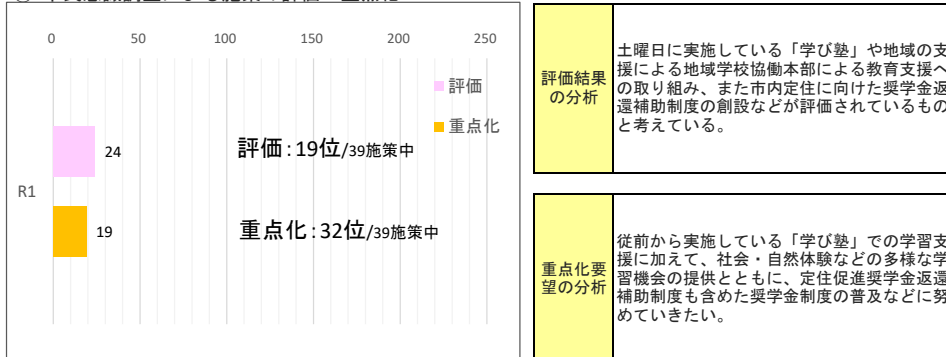 0 50 100 150 200 250
評価
重点化
24
評価：19位/39施策中
R1
19
重点化：32位/39施策中
評価結果
の分析
土曜日に実施している「学び塾」や地域の支
援による地域学校協働本部による教育支援へ
の取り組み、また市内定住に向けた奨学金返
還補助制度の創設などが評価されているもの
と考えている。
重点化要
望の分析
従前から実施している「学び塾」での学習支
援に加えて、社会・自然体験などの多様な学
習機会の提供とともに、定住促進奨学金返還
補助制度も含めた奨学金制度の普及などに努
めていきたい。